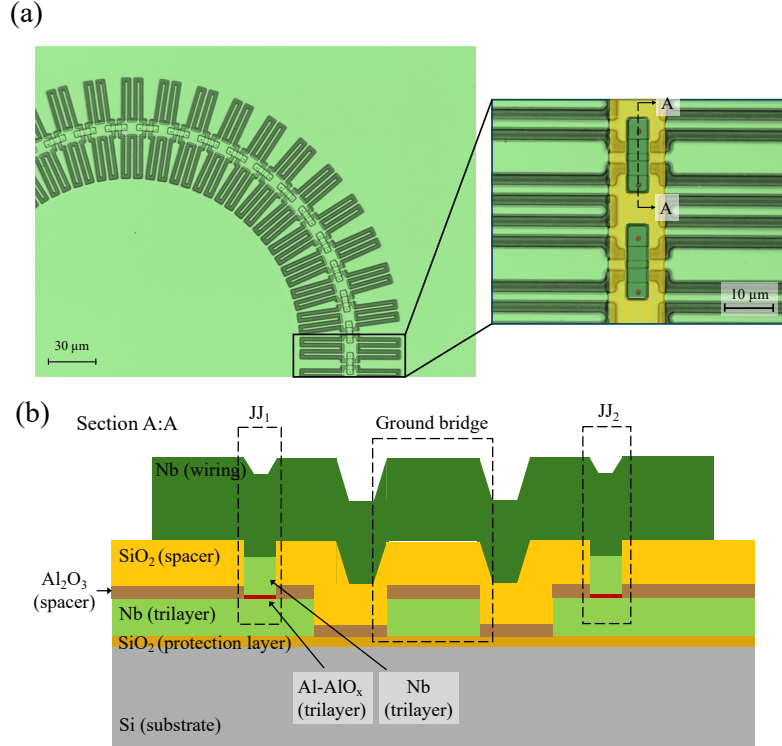 (a)
A
A
30 µm
10 µm
(b)
Section A:A
JJ₁
Ground bridge
JJ₂
Nb (wiring)
SiO₂ (spacer)
Al₂O₃
(spacer)
Nb (trilayer)
SiO₂ (protection layer)
Al-AlOₓ
(trilayer)
Nb
(trilayer)
Si (substrate)